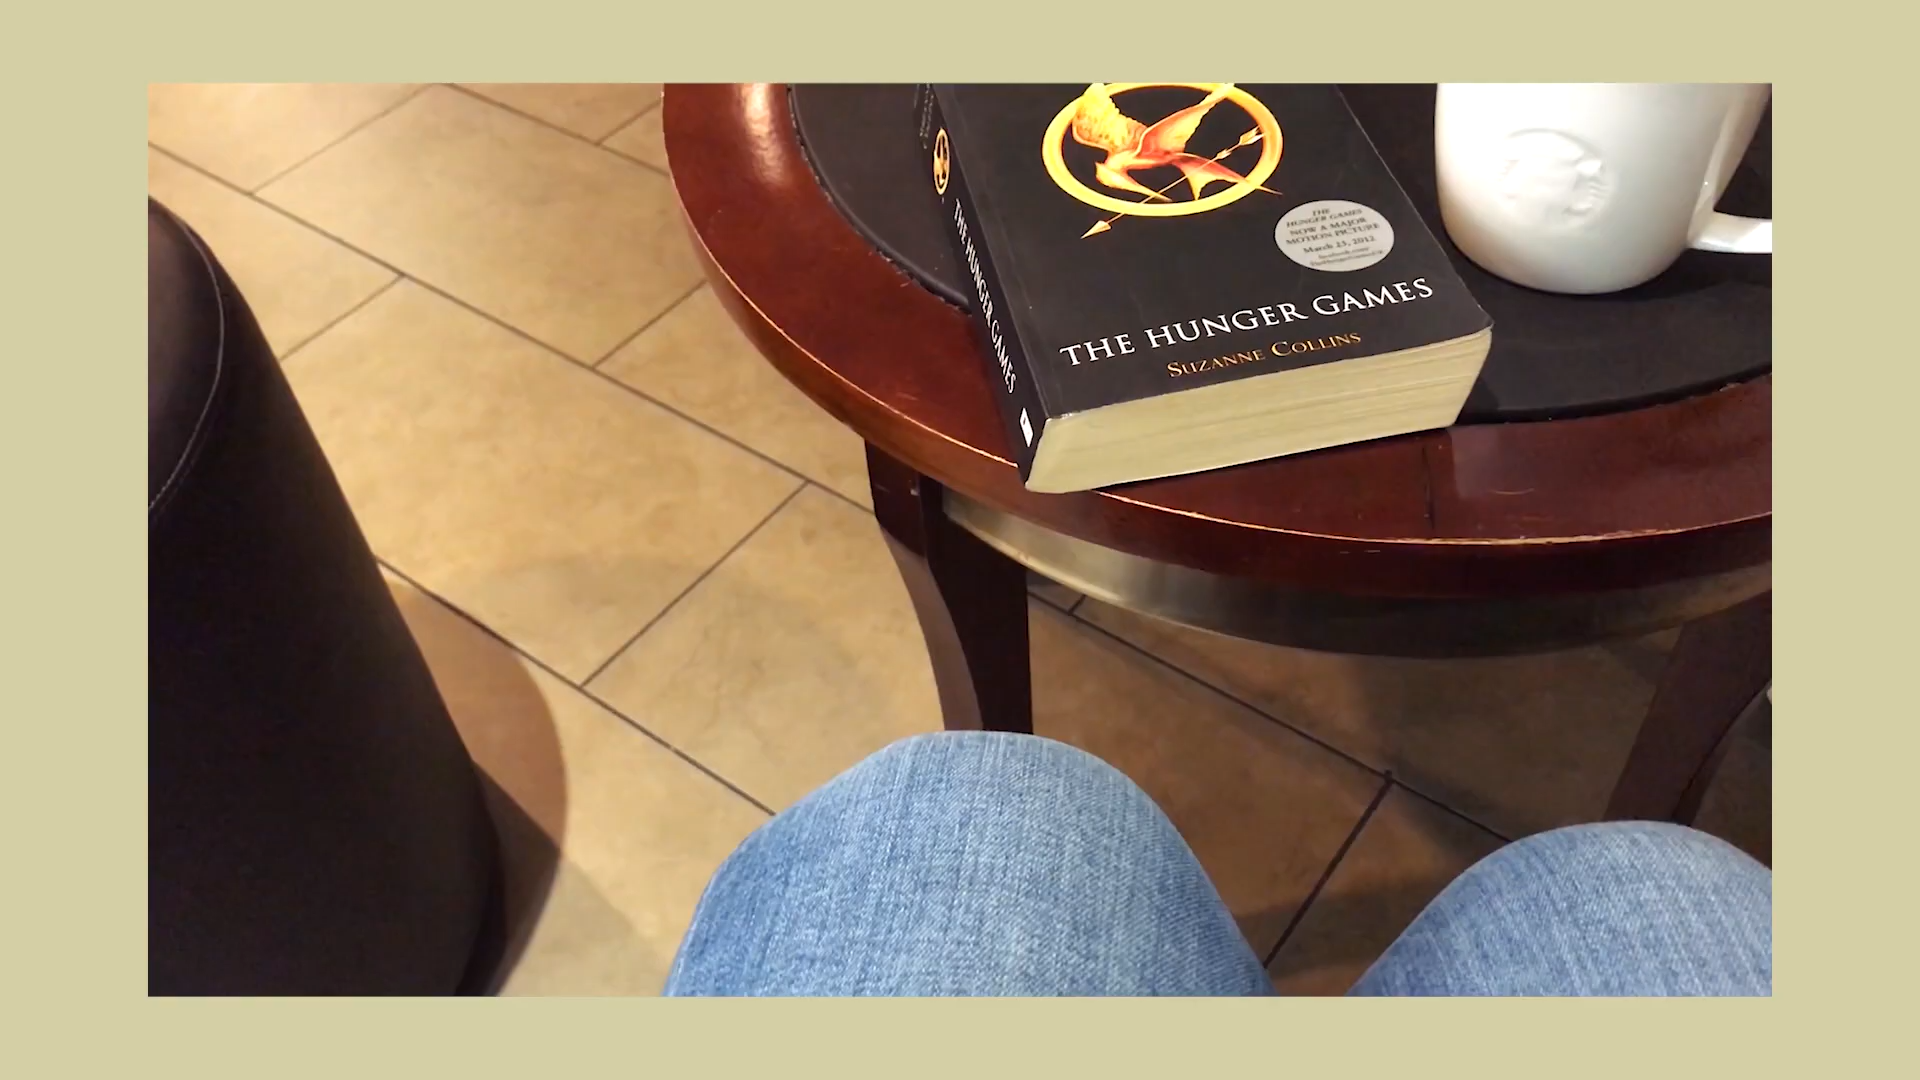 THE
HUNGER GAMES
NOW A MAJOR
MOTION PICTURE
March 23, 2012
THE HUNGER GAMES
SUZANNE COLLINS
THE HUNGER GAMES